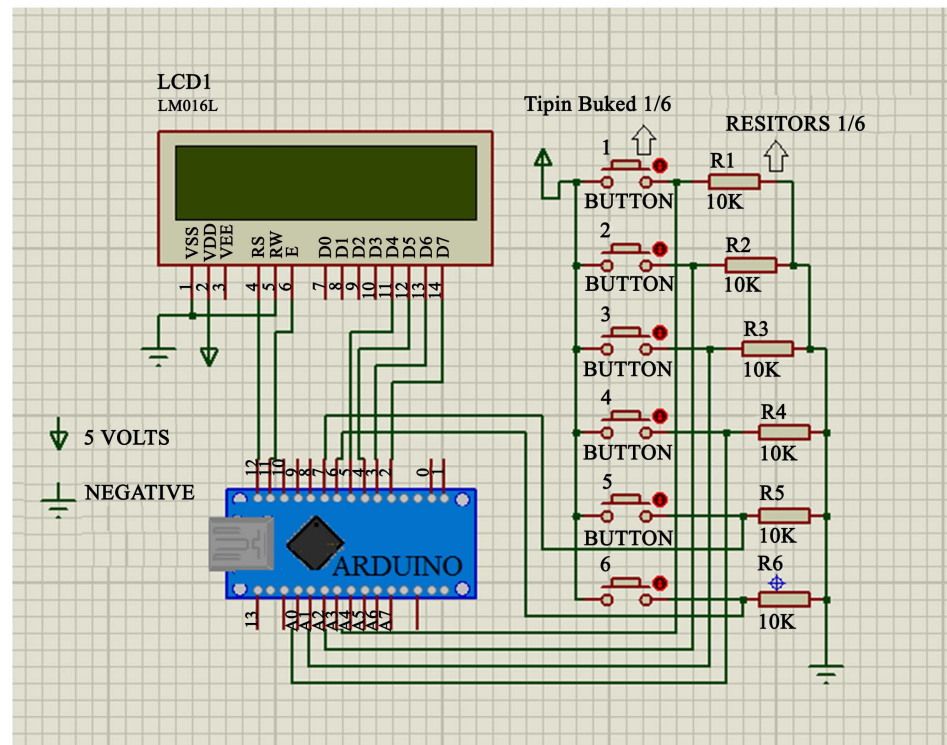 LCD1
LM016L
VSS
VDD
VEE
RS
RW
E
D0
D1
D2
D3
D4
D5
D6
D7
1
2
3
4
5
6
7
8
9
10
11
12
13
14
Tipin Buked 1/6
RESITORS 1/6
1
BUTTON
R1
10K
2
BUTTON
R2
10K
3
BUTTON
R3
10K
4
BUTTON
R4
10K
5
BUTTON
R5
10K
6
R6
10K
5 VOLTS
NEGATIVE
12
11
10
9
8
7
6
5
4
3
2
0
1
ARDUINO
13
A0
A1
A2
A3
A4
A5
A6
A7